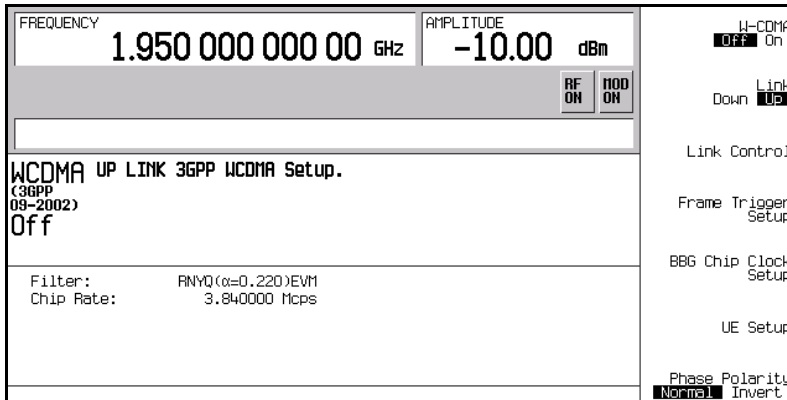 FREQUENCY
1.950 000 000 00 GHz
AMPLITUDE
-10.00 dBm
RF ON
MOD ON
WCDMA UP LINK 3GPP WCDMA Setup.
(3GPP
09-2002)
Off
Filter: RNYQ(α=0.220)EVM
Chip Rate: 3.840000 Mcps
W-CDMA
Off On
Link
Down Up
Link Control
Frame Trigger
Setup
BBG Chip Clock
Setup
UE Setup
Phase Polarity
Normal Invert